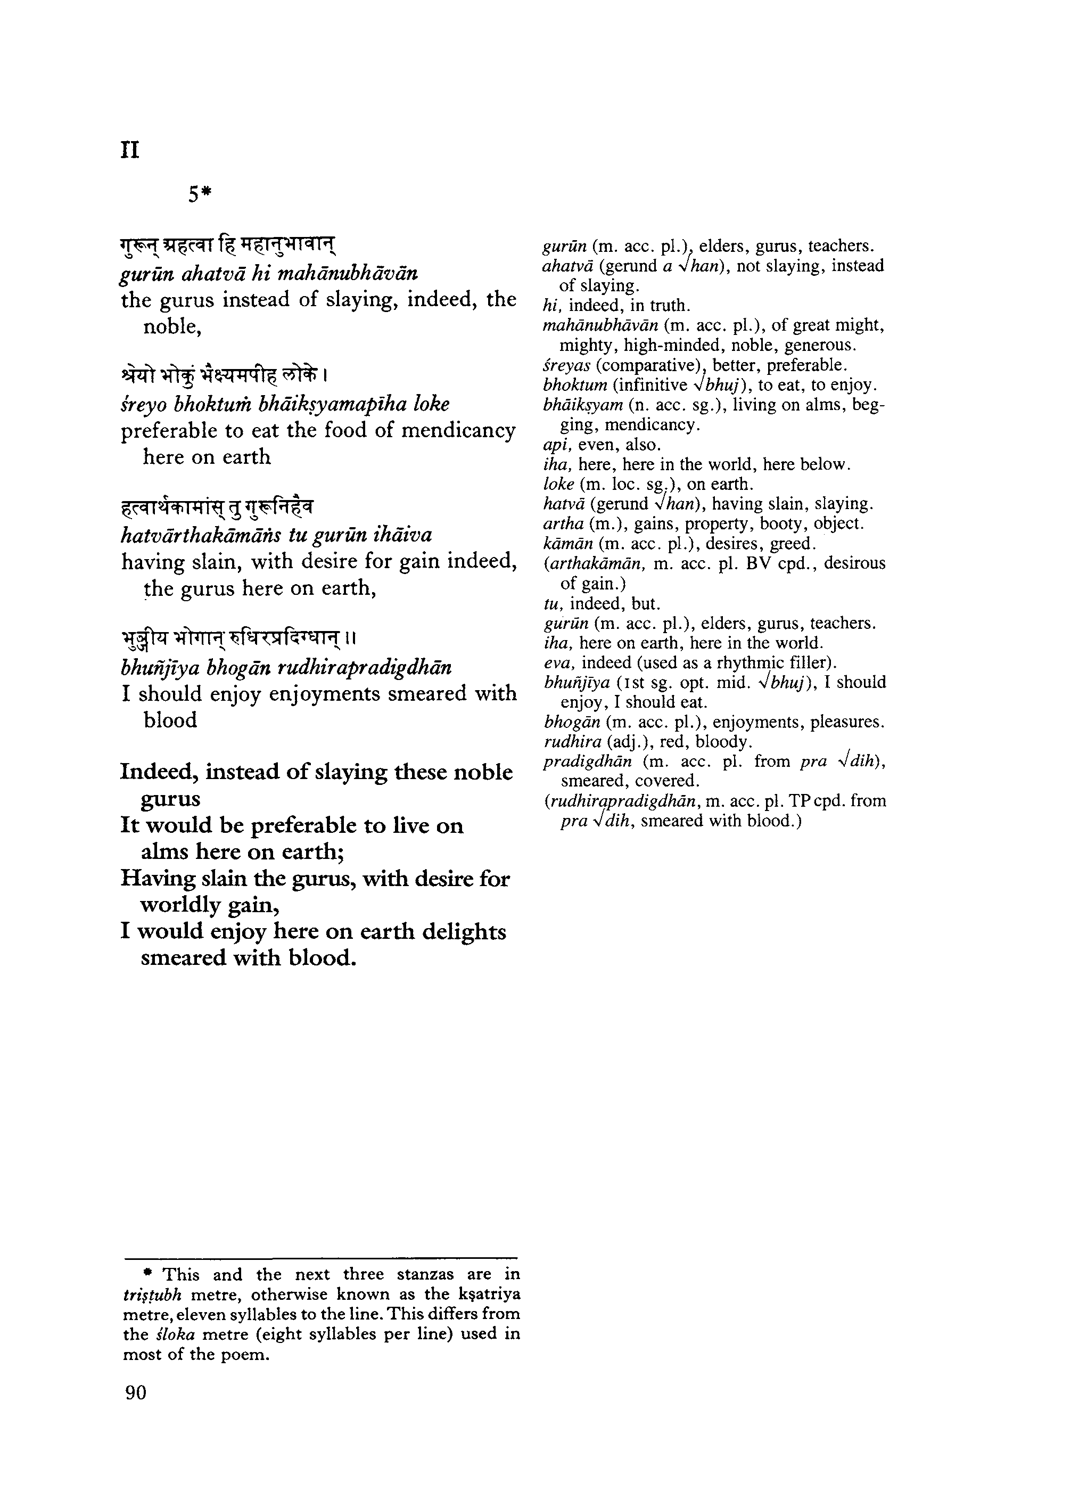 II
5*
गुरून् अहत्वा हि महानुभावान्
gurūn ahatvā hi mahānubhāvān
the gurus instead of slaying, indeed, the
noble,
श्रेयो भोक्तुं भैक्ष्यमपीह लोके ।
śreyo bhoktuṁ bhāikṣyamapīha loke
preferable to eat the food of mendicancy
here on earth
हत्वार्थकामांस् तु गुरूनिहैव
hatvārthakāmāṅs tu gurūn ihāiva
having slain, with desire for gain indeed,
the gurus here on earth,
भुञ्जीय भोगान् रुधिरप्रदिग्धान् ॥
bhuñjīya bhogān rudhirapradigdhān
I should enjoy enjoyments smeared with
blood
Indeed, instead of slaying these noble
gurus
It would be preferable to live on
alms here on earth;
Having slain the gurus, with desire for
worldly gain,
I would enjoy here on earth delights
smeared with blood.
gurūn (m. acc. pl.), elders, gurus, teachers.
ahatvā (gerund a √han), not slaying, instead
of slaying.
hi, indeed, in truth.
mahānubhāvān (m. acc. pl.), of great might,
mighty, high-minded, noble, generous.
śreyas (comparative), better, preferable.
bhoktum (infinitive √bhuj), to eat, to enjoy.
bhāikṣyam (n. acc. sg.), living on alms, beg-
ging, mendicancy.
api, even, also.
iha, here, here in the world, here below.
loke (m. loc. sg.), on earth.
hatvā (gerund √han), having slain, slaying.
artha (m.), gains, property, booty, object.
kāmān (m. acc. pl.), desires, greed.
(arthakāmān, m. acc. pl. BV cpd., desirous
of gain.)
tu, indeed, but.
gurūn (m. acc. pl.), elders, gurus, teachers.
iha, here on earth, here in the world.
eva, indeed (used as a rhythmic filler).
bhuñjīya (1st sg. opt. mid. √bhuj), I should
enjoy, I should eat.
bhogān (m. acc. pl.), enjoyments, pleasures.
rudhira (adj.), red, bloody.
pradigdhān (m. acc. pl. from pra √dih),
smeared, covered.
(rudhirapradigdhān, m. acc. pl. TP cpd. from
pra √dih, smeared with blood.)
* This and the next three stanzas are in
triṣṭubh metre, otherwise known as the kṣatriya
metre, eleven syllables to the line. This differs from
the śloka metre (eight syllables per line) used in
most of the poem.
90